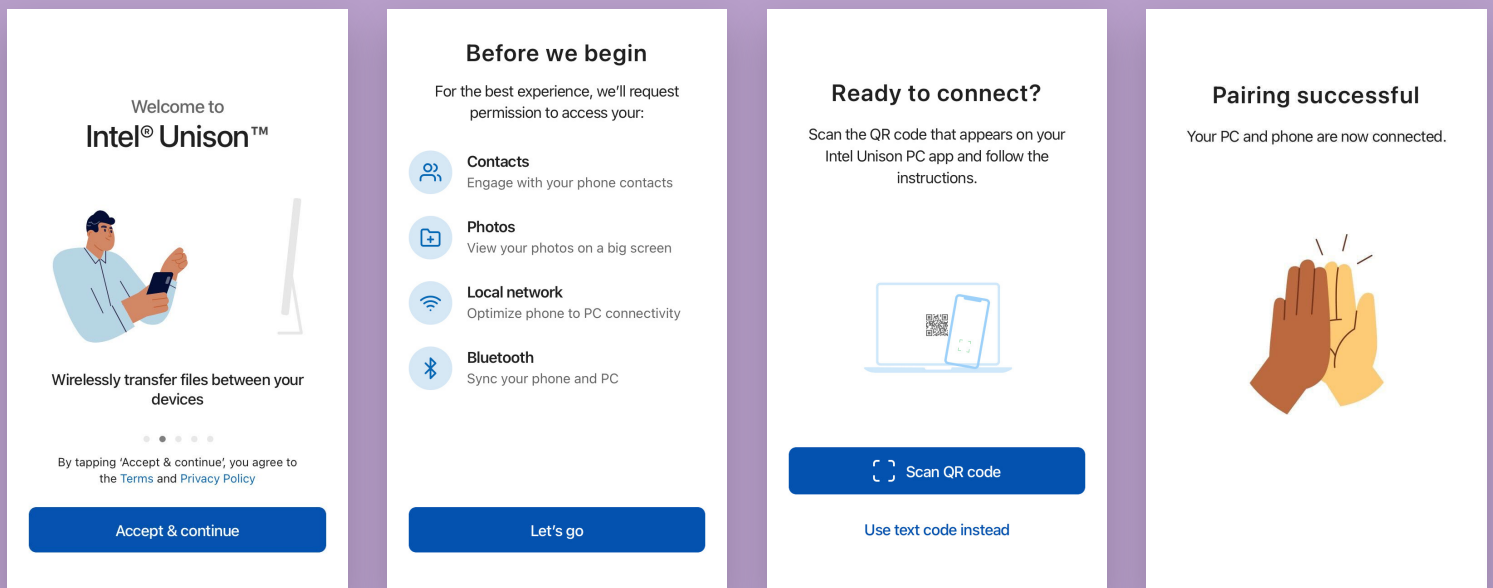 Welcome to
Intel® Unison™
Wirelessly transfer files between your
devices
By tapping ‘Accept & continue’, you agree to
the Terms and Privacy Policy
Accept & continue
Before we begin
For the best experience, we’ll request
permission to access your:
Contacts
Engage with your phone contacts
Photos
View your photos on a big screen
Local network
Optimize phone to PC connectivity
Bluetooth
Sync your phone and PC
Let’s go
Ready to connect?
Scan the QR code that appears on your
Intel Unison PC app and follow the
instructions.
Scan QR code
Use text code instead
Pairing successful
Your PC and phone are now connected.